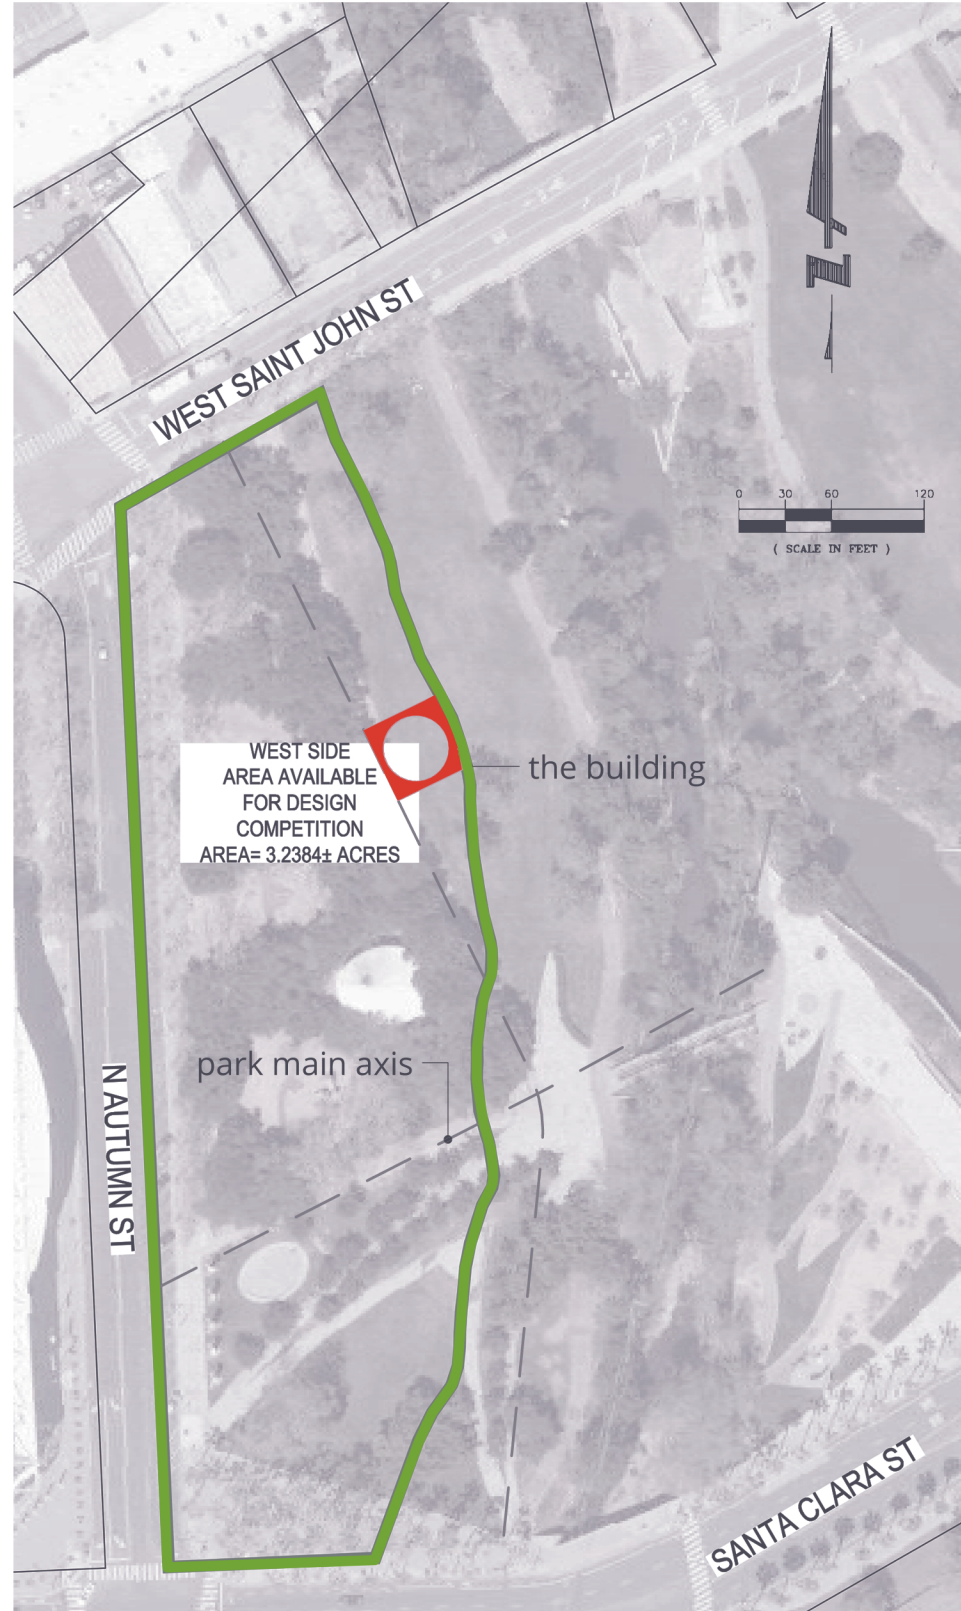 WEST SAINT JOHN ST
N
0 30 60 120
( SCALE IN FEET )
WEST SIDE
AREA AVAILABLE
FOR DESIGN
COMPETITION
AREA= 3.2384± ACRES
the building
park main axis
N AUTUMN ST
SANTA CLARA ST